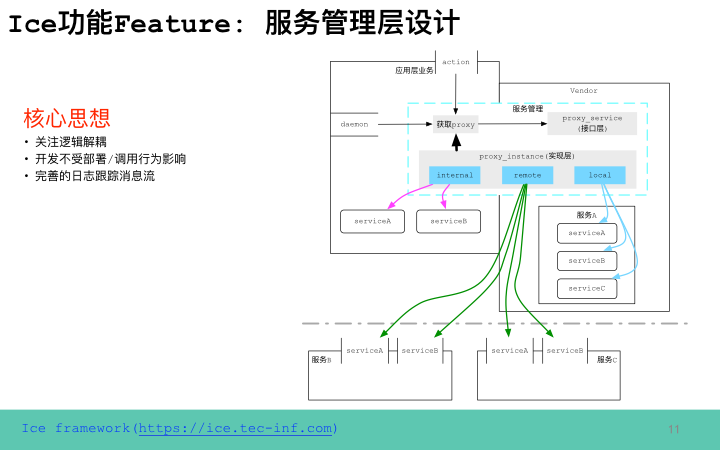 Ice功能Feature: 服务管理层设计
核心思想
• 关注逻辑解耦
• 开发不受部署/调用行为影响
• 完善的日志跟踪消息流
action
应用层业务
Vendor
服务管理
daemon
获取proxy
proxy_service
(接口层)
proxy_instance(实现层)
internal
remote
local
serviceA
serviceB
服务A
serviceA
serviceB
serviceC
服务B
serviceA
serviceB
serviceA
serviceB
服务C
Ice framework(https://ice.tec-inf.com)
11